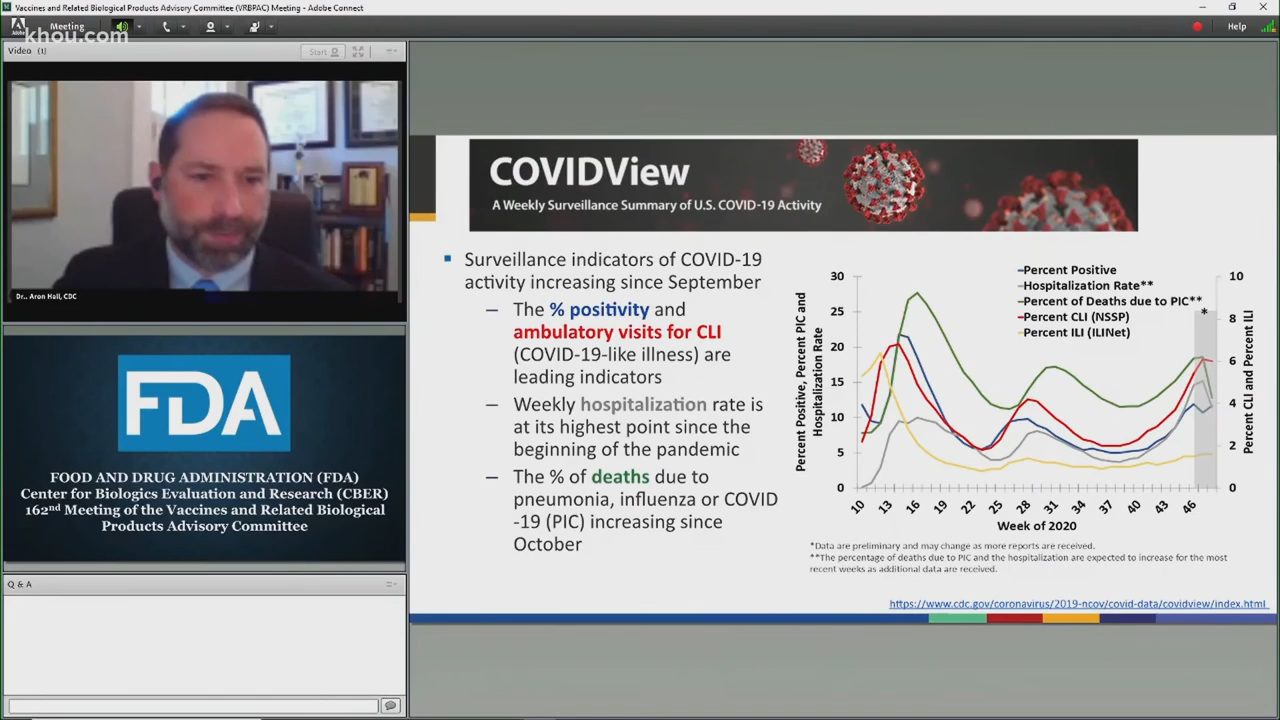 Vaccines and Related Biological Products Advisory Committee (VRBPAC) Meeting - Adobe Connect
Meeting
Help
khou.com
Video (1)
Start
Dr.. Aron Hall, CDC
FDA
FOOD AND DRUG ADMINISTRATION (FDA)
Center for Biologics Evaluation and Research (CBER)
162nd Meeting of the Vaccines and Related Biological
Products Advisory Committee
Q & A
COVIDView
A Weekly Surveillance Summary of U.S. COVID-19 Activity
Surveillance indicators of COVID-19
activity increasing since September
– The % positivity and
ambulatory visits for CLI
(COVID-19-like illness) are
leading indicators
– Weekly hospitalization rate is
at its highest point since the
beginning of the pandemic
– The % of deaths due to
pneumonia, influenza or COVID
-19 (PIC) increasing since
October
Percent Positive, Percent PIC and
Hospitalization Rate
30
25
20
15
10
5
0
Percent Positive
Hospitalization Rate**
Percent of Deaths due to PIC**
Percent CLI (NSSP)
Percent ILI (ILINet)
*
10
8
6
4
2
0
Percent CLI and Percent ILI
10 13 16 19 22 25 28 31 34 37 40 43 46
Week of 2020
*Data are preliminary and may change as more reports are received.
**The percentage of deaths due to PIC and the hospitalization are expected to increase for the most
recent weeks as additional data are received.
https://www.cdc.gov/coronavirus/2019-ncov/covid-data/covidview/index.html